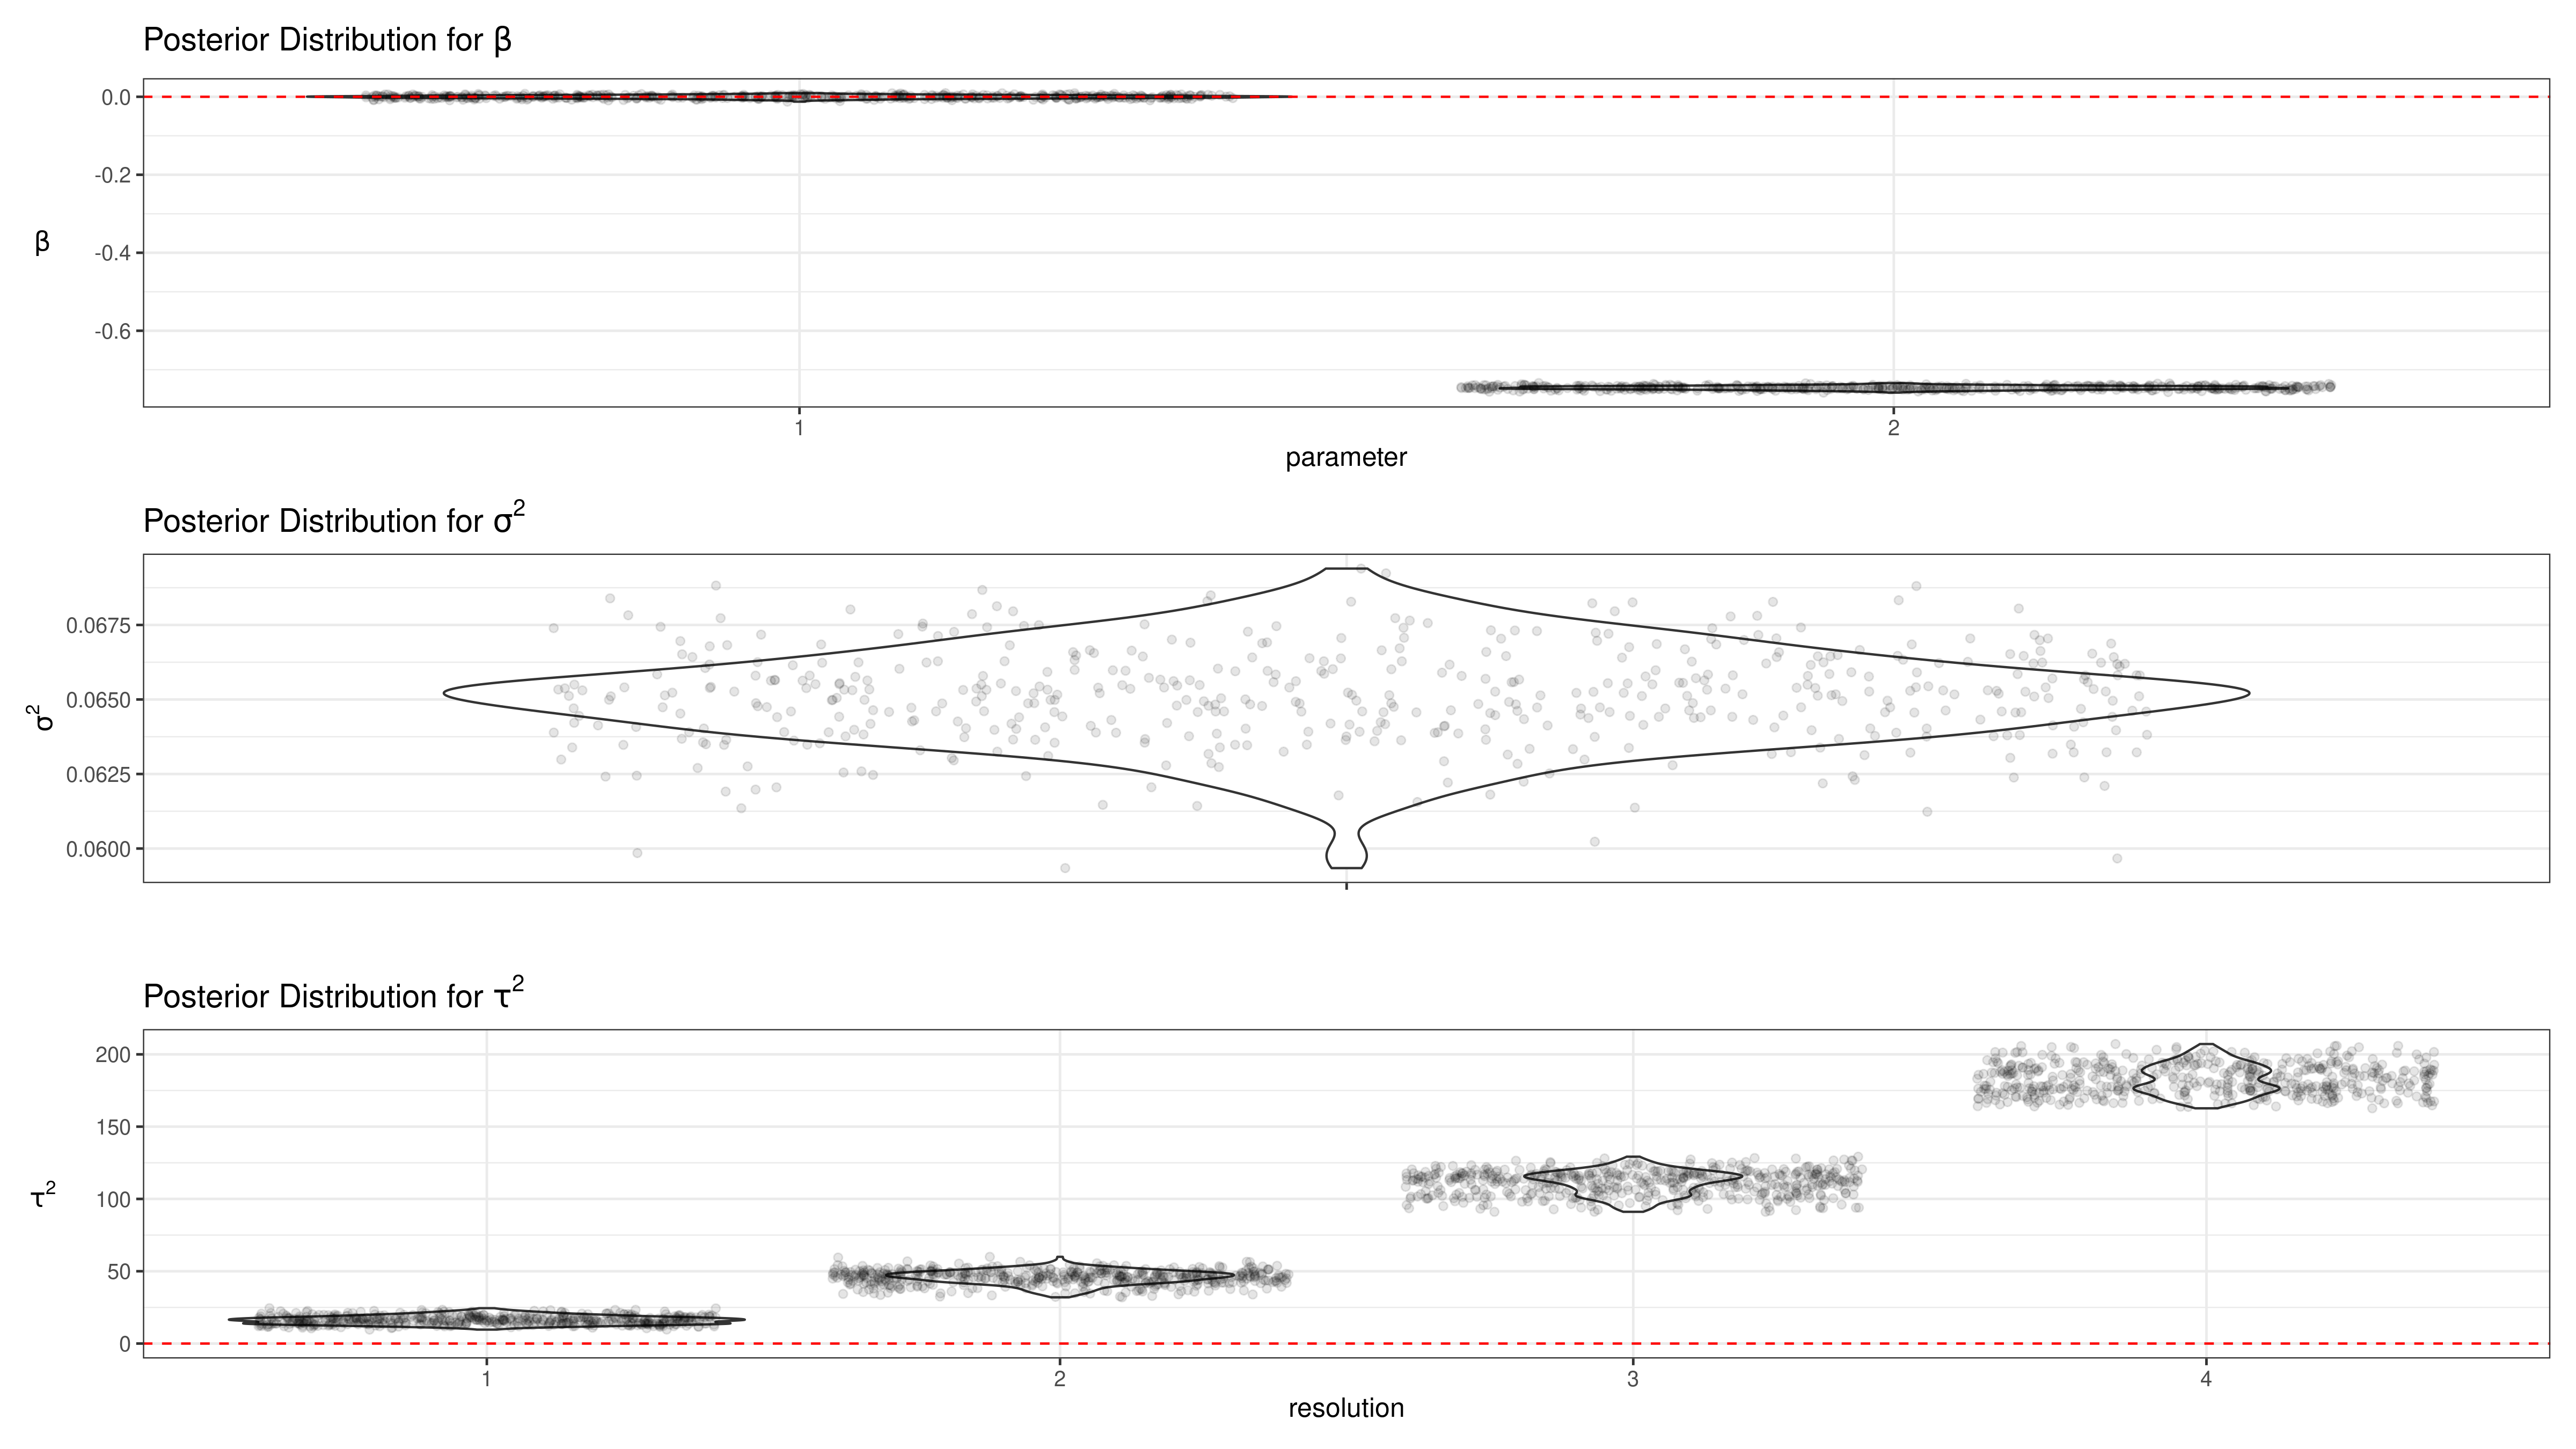 Posterior Distribution for β
0.0
-0.2
-0.4
-0.6
β
1 2
parameter
Posterior Distribution for σ²
0.0675
0.0650
0.0625
0.0600
σ²
Posterior Distribution for τ²
200
150
100
50
0
τ²
1 2 3 4
resolution